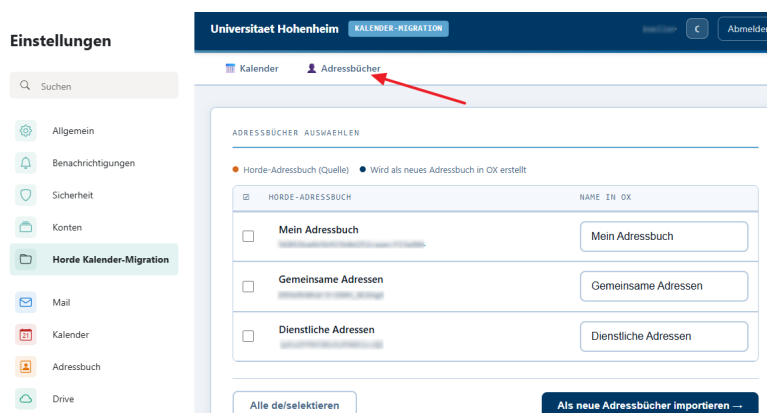 Einstellungen
Suchen
Allgemein
Benachrichtigungen
Sicherheit
Konten
Horde Kalender-Migration
Mail
21
Kalender
Adressbuch
Drive
Universitaet Hohenheim KALENDER-MIGRATION
C Abmelden
Kalender Adressbücher
ADRESSBÜCHER AUSWAEHLEN
Horde-Adressbuch (Quelle) Wird als neues Adressbuch in OX erstellt
HORDE-ADRESSBUCH NAME IN OX
Mein Adressbuch Mein Adressbuch
Gemeinsame Adressen Gemeinsame Adressen
Dienstliche Adressen Dienstliche Adressen
Alle de/selektieren Als neue Adressbücher importieren →